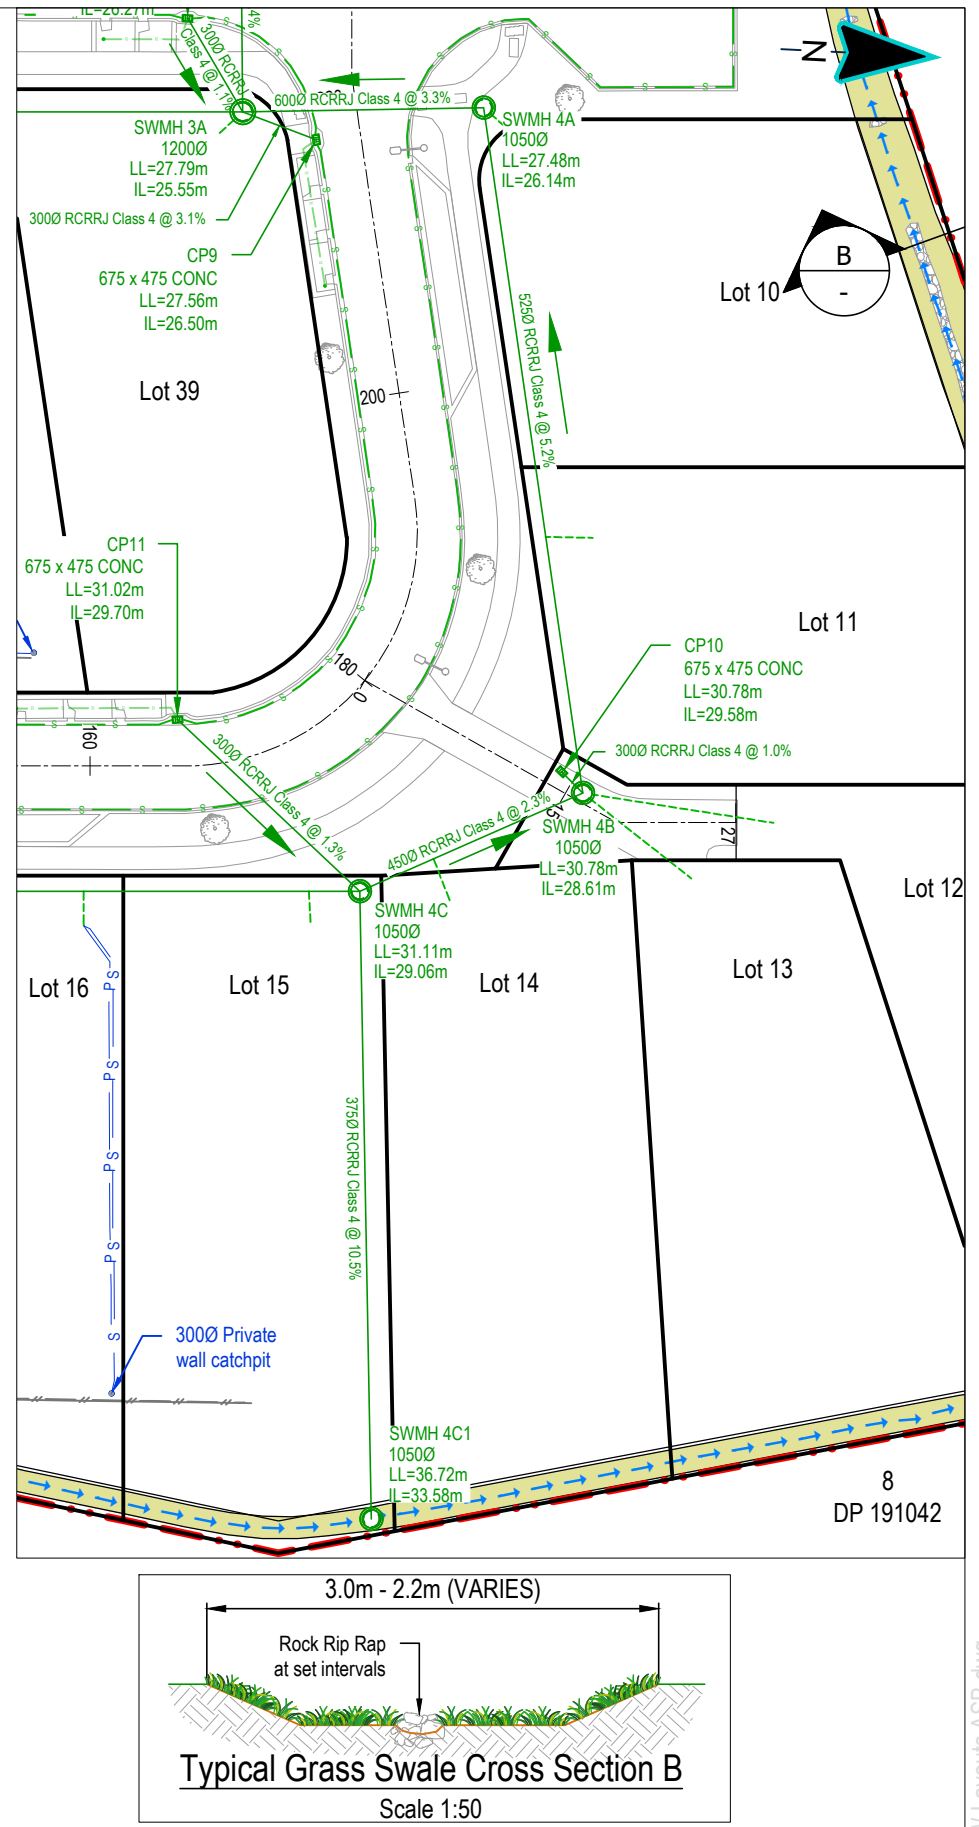 IL=26.27m
4%
300Ø RCRRJ
Class 4 @ 1.1%
600Ø RCRRJ Class 4 @ 3.3%
N
SWMH 3A
1200Ø
LL=27.79m
IL=25.55m
SWMH 4A
1050Ø
LL=27.48m
IL=26.14m
300Ø RCRRJ Class 4 @ 3.1%
CP9
675 x 475 CONC
LL=27.56m
IL=26.50m
B
-
Lot 10
525Ø RCRRJ Class 4 @ 5.2%
Lot 39
200
CP11
675 x 475 CONC
LL=31.02m
IL=29.70m
Lot 11
CP10
675 x 475 CONC
LL=30.78m
IL=29.58m
180
0
160
300Ø RCRRJ Class 4 @ 1.0%
300Ø RCRRJ Class 4 @ 1.3%
450Ø RCRRJ Class 4 @ 2.3%
15
27
SWMH 4B
1050Ø
LL=30.78m
IL=28.61m
SWMH 4C
1050Ø
LL=31.11m
IL=29.06m
Lot 12
Lot 16
Lot 15
Lot 14
Lot 13
PS
PS
PS
PS
S
375Ø RCRRJ Class 4 @ 10.5%
300Ø Private
wall catchpit
SWMH 4C1
1050Ø
LL=36.72m
IL=33.58m
8
DP 191042
3.0m - 2.2m (VARIES)
Rock Rip Rap
at set intervals
Typical Grass Swale Cross Section B
Scale 1:50